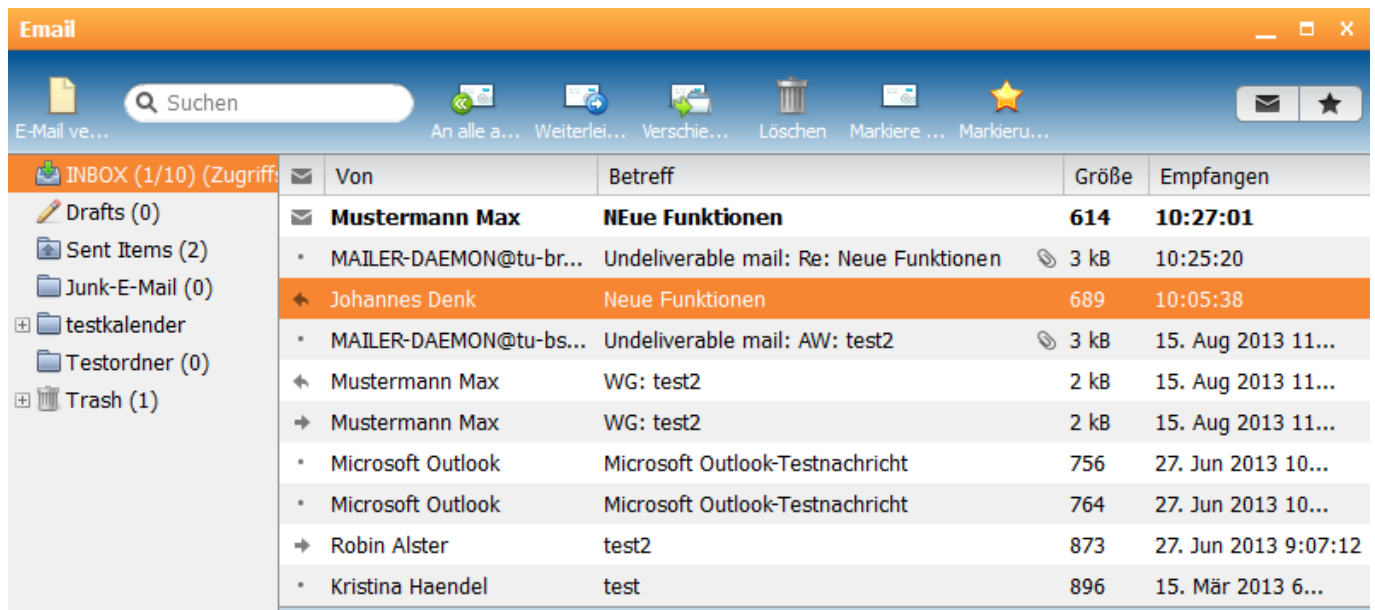 Email
Suchen
E-Mail ve... An alle a... Weiterlei... Verschie... Löschen Markiere ... Markieru...
INBOX (1/10) (Zugriffs
Drafts (0)
Sent Items (2)
Junk-E-Mail (0)
testkalender
Testordner (0)
Trash (1)
Von Betreff Größe Empfangen
Mustermann Max NEue Funktionen 614 10:27:01
MAILER-DAEMON@tu-br... Undeliverable mail: Re: Neue Funktionen 3 kB 10:25:20
Johannes Denk Neue Funktionen 689 10:05:38
MAILER-DAEMON@tu-bs... Undeliverable mail: AW: test2 3 kB 15. Aug 2013 11...
Mustermann Max WG: test2 2 kB 15. Aug 2013 11...
Mustermann Max WG: test2 2 kB 15. Aug 2013 11...
Microsoft Outlook Microsoft Outlook-Testnachricht 756 27. Jun 2013 10...
Microsoft Outlook Microsoft Outlook-Testnachricht 764 27. Jun 2013 10...
Robin Alster test2 873 27. Jun 2013 9:07:12
Kristina Haendel test 896 15. Mär 2013 6...